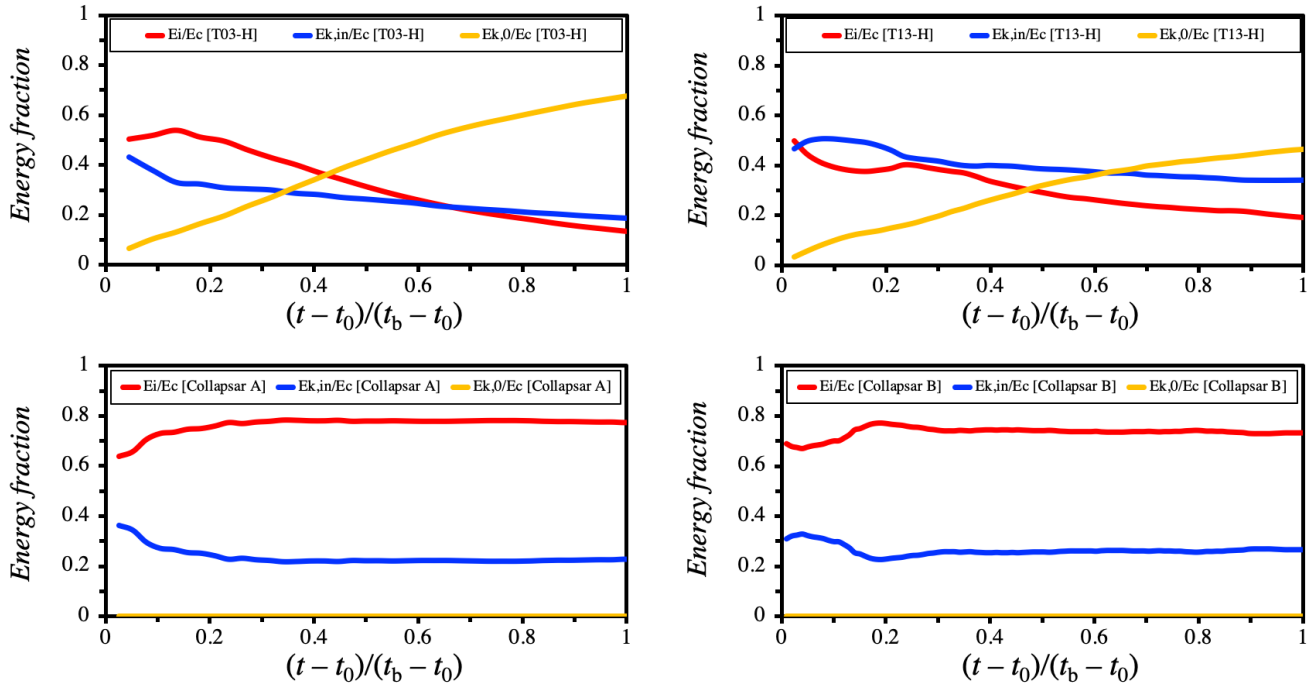 Energy fraction
1
0.8
0.6
0.4
0.2
0
Ei/Ec [T03-H] Ek,in/Ec [T03-H] Ek,0/Ec [T03-H]
0 0.2 0.4 0.6 0.8 1
(t − t0)/(tb − t0)
Energy fraction
1
0.8
0.6
0.4
0.2
0
Ei/Ec [T13-H] Ek,in/Ec [T13-H] Ek,0/Ec [T13-H]
0 0.2 0.4 0.6 0.8 1
(t − t0)/(tb − t0)
Energy fraction
1
0.8
0.6
0.4
0.2
0
Ei/Ec [Collapsar A] Ek,in/Ec [Collapsar A] Ek,0/Ec [Collapsar A]
0 0.2 0.4 0.6 0.8 1
(t − t0)/(tb − t0)
Energy fraction
1
0.8
0.6
0.4
0.2
0
Ei/Ec [Collapsar B] Ek,in/Ec [Collapsar B] Ek,0/Ec [Collapsar B]
0 0.2 0.4 0.6 0.8 1
(t − t0)/(tb − t0)